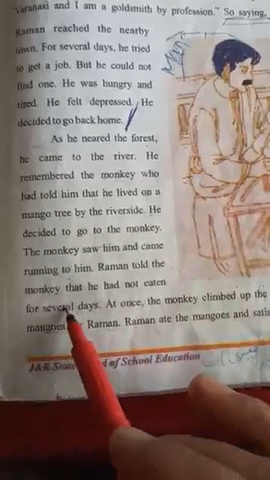 Varanasi and I am a goldsmith by profession." So saying,
Raman reached the nearby
town. For several days, he tried
to get a job. But he could not
find one. He was hungry and
tired. He felt depressed. He
decided to go back home.
As he neared the forest,
he came to the river. He
remembered the monkey who
had told him that he lived on a
mango tree by the riverside. He
decided to go to the monkey.
The monkey saw him and came
running to him. Raman told the
monkey that he had not eaten
for several days. At once, the monkey climbed up the
mangoes Raman. Raman ate the mangoes and
J&K State of School Education